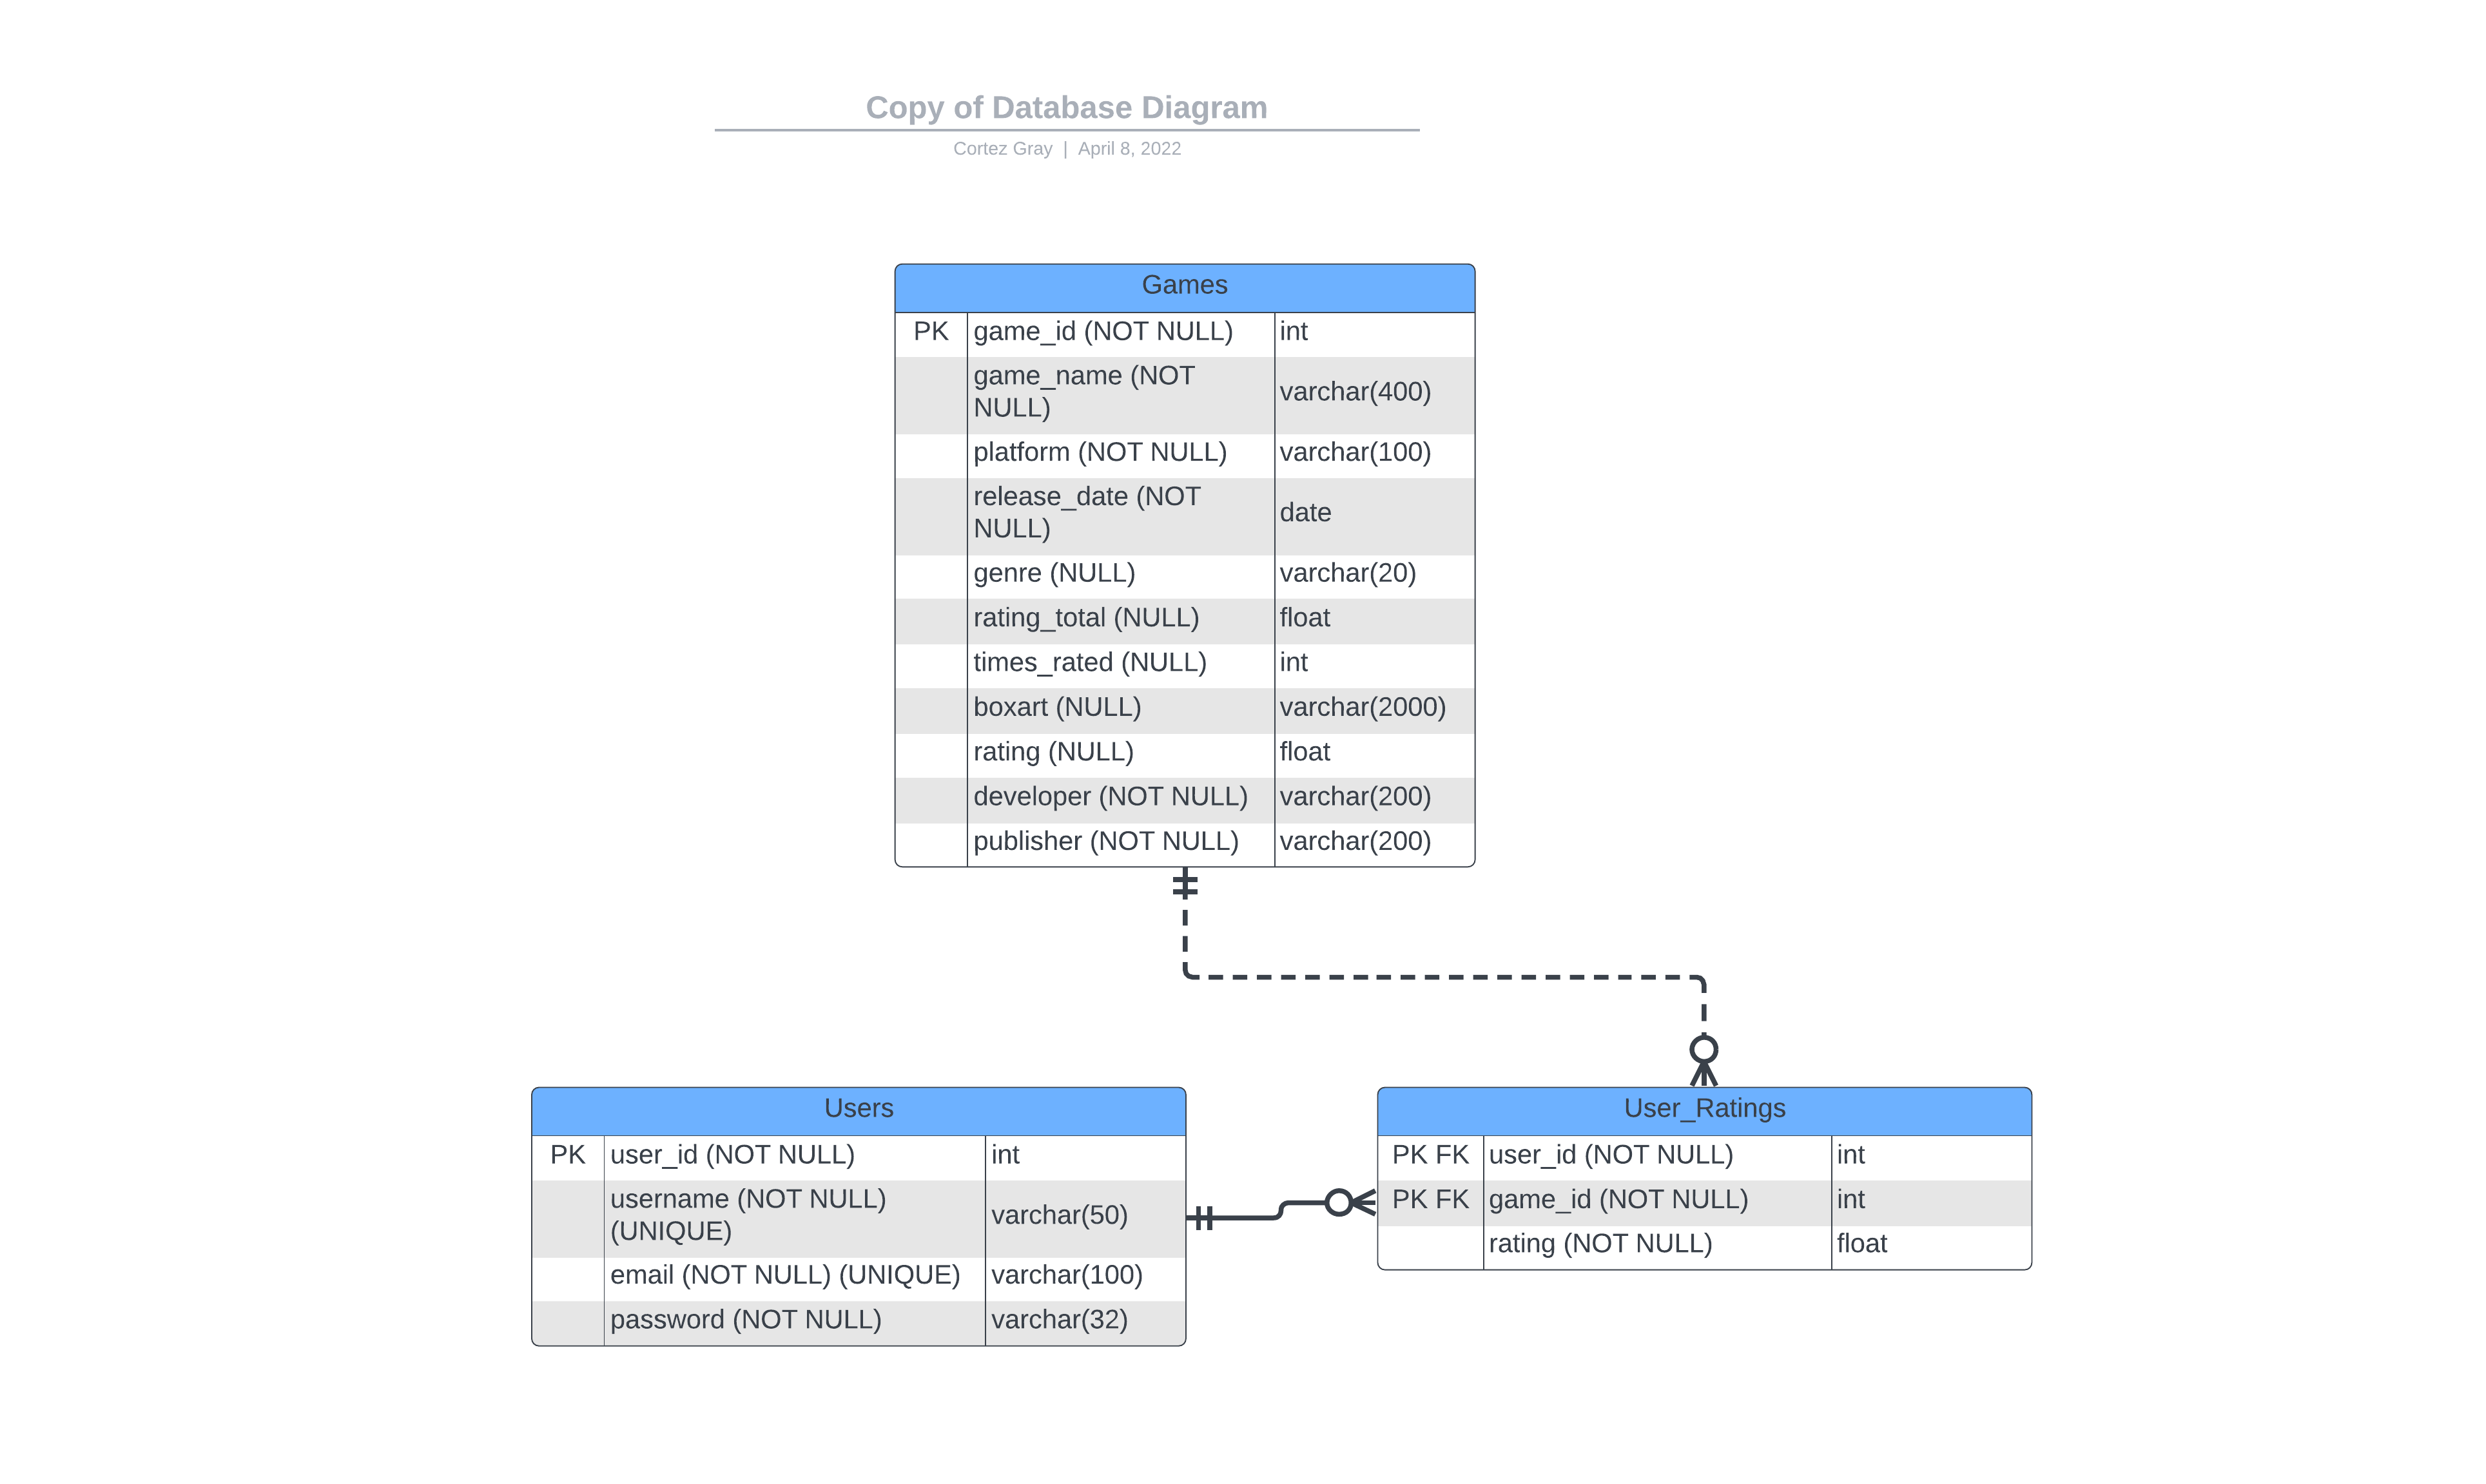 Copy of Database Diagram
Cortez Gray | April 8, 2022
Games
PK game_id (NOT NULL) int
game_name (NOT
NULL) varchar(400)
platform (NOT NULL) varchar(100)
release_date (NOT
NULL) date
genre (NULL) varchar(20)
rating_total (NULL) float
times_rated (NULL) int
boxart (NULL) varchar(2000)
rating (NULL) float
developer (NOT NULL) varchar(200)
publisher (NOT NULL) varchar(200)
Users
PK user_id (NOT NULL) int
username (NOT NULL)
(UNIQUE) varchar(50)
email (NOT NULL) (UNIQUE) varchar(100)
password (NOT NULL) varchar(32)
User_Ratings
PK FK user_id (NOT NULL) int
PK FK game_id (NOT NULL) int
rating (NOT NULL) float